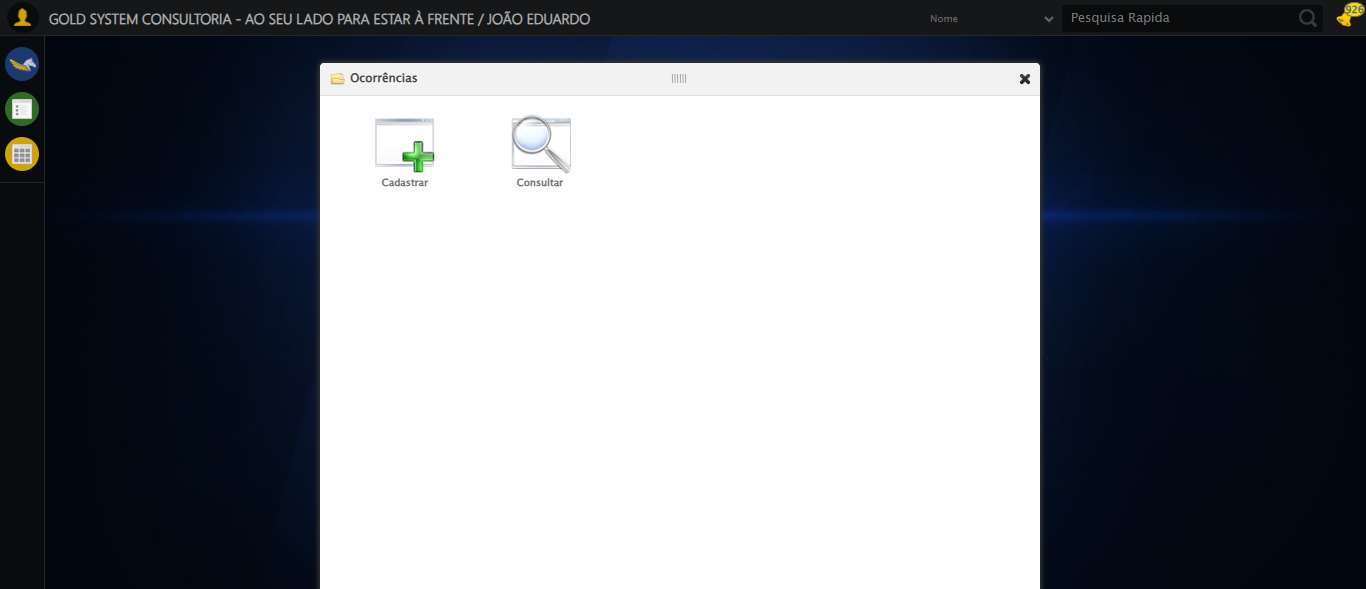 GOLD SYSTEM CONSULTORIA - AO SEU LADO PARA ESTAR À FRENTE / JOÃO EDUARDO
Nome
Pesquisa Rapida
926
Ocorrências
Cadastrar
Consultar